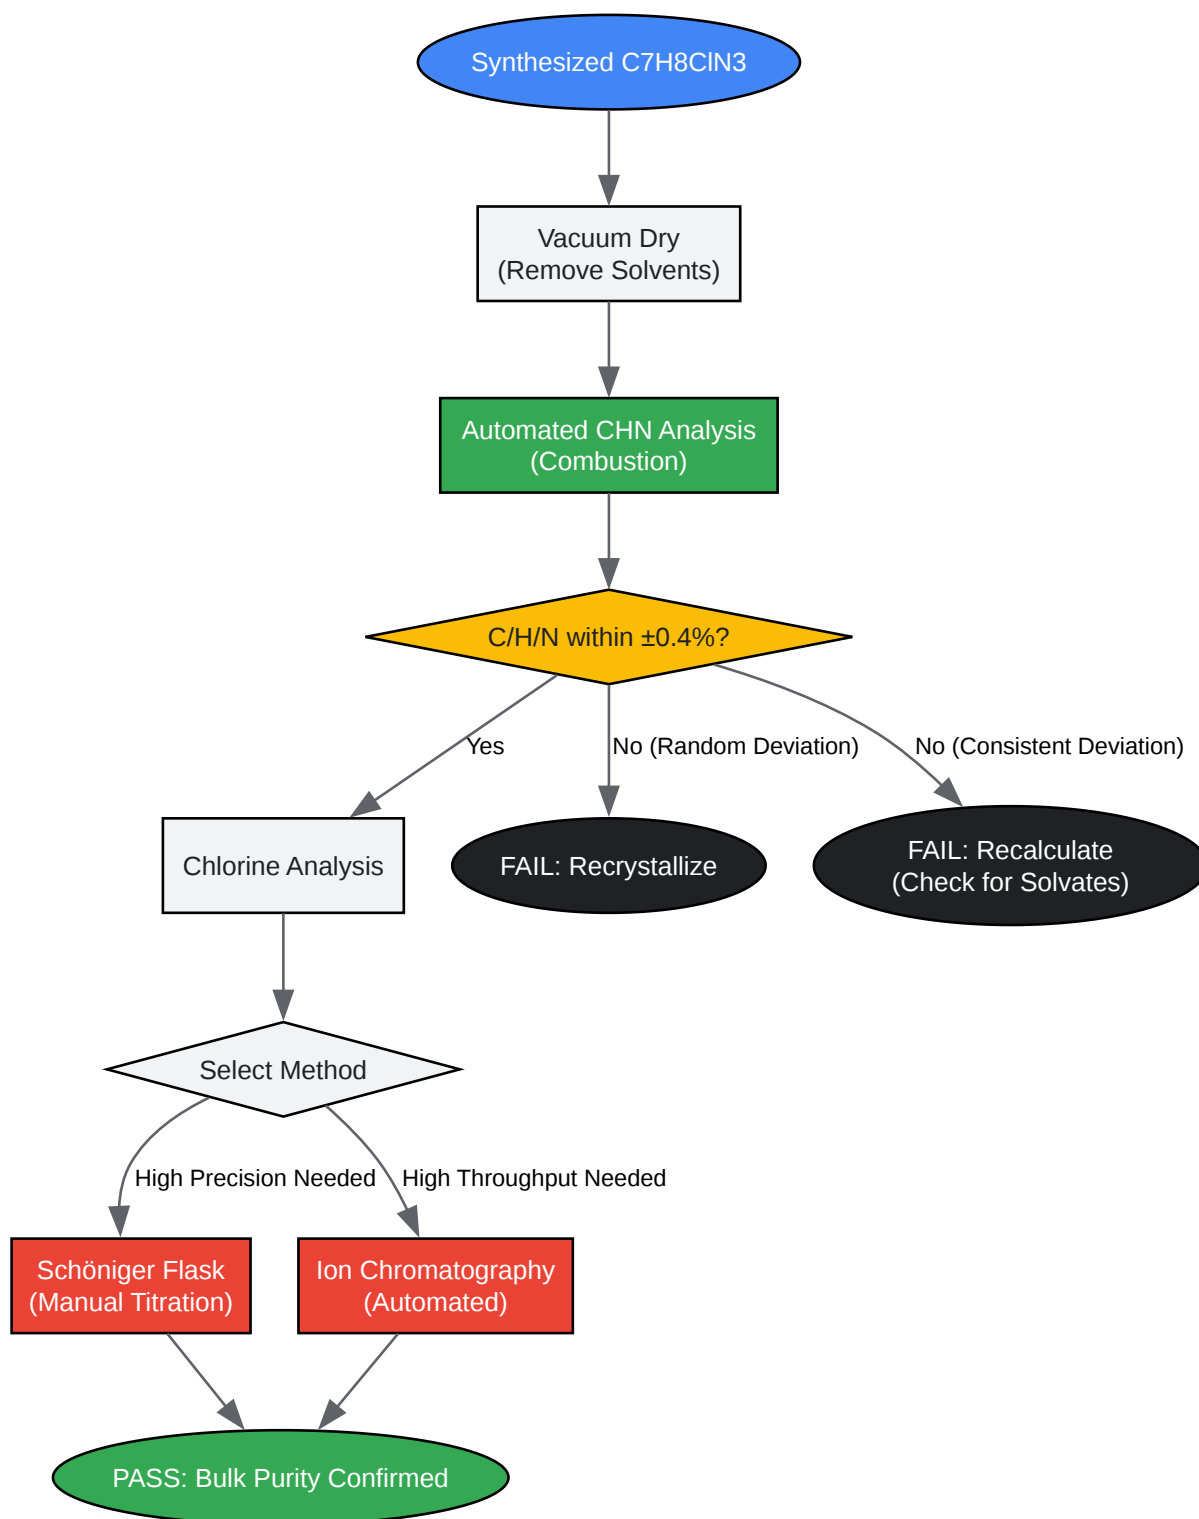 Synthesized C7H8ClN3
Vacuum Dry
(Remove Solvents)
Automated CHN Analysis
(Combustion)
C/H/N within ±0.4%?
Yes
No (Random Deviation)
No (Consistent Deviation)
Chlorine Analysis
FAIL: Recrystallize
FAIL: Recalculate
(Check for Solvates)
Select Method
High Precision Needed
High Throughput Needed
Schöniger Flask
(Manual Titration)
Ion Chromatography
(Automated)
PASS: Bulk Purity Confirmed